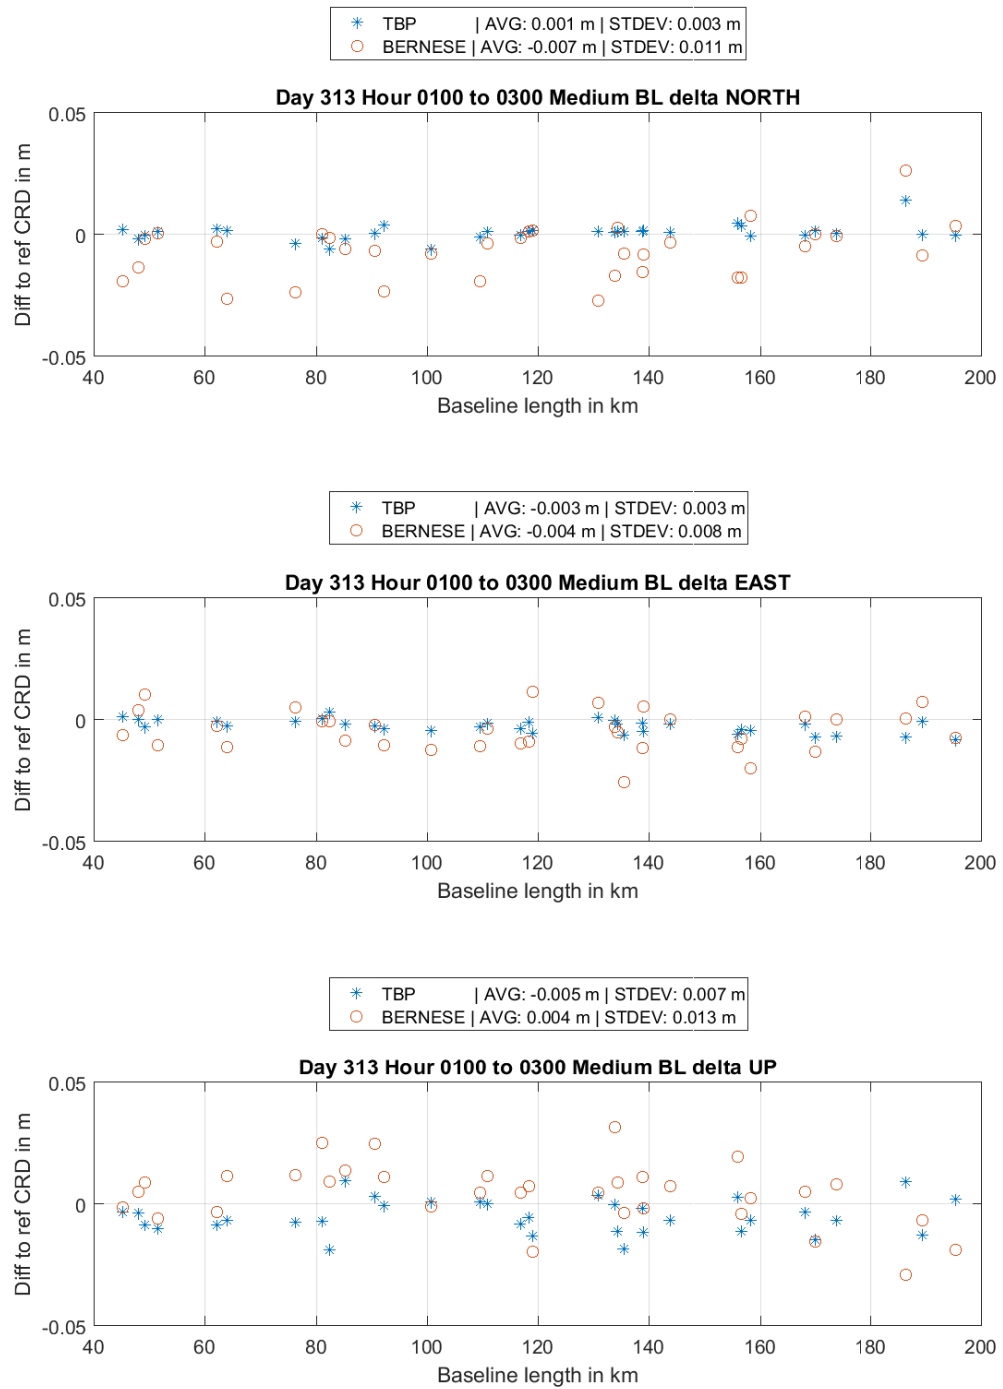 TBP | AVG: 0.001 m | STDEV: 0.003 m
BERNESE | AVG: -0.007 m | STDEV: 0.011 m
Day 313 Hour 0100 to 0300 Medium BL delta NORTH
0.05
0
-0.05
Diff to ref CRD in m
40 60 80 100 120 140 160 180 200
Baseline length in km
TBP | AVG: -0.003 m | STDEV: 0.003 m
BERNESE | AVG: -0.004 m | STDEV: 0.008 m
Day 313 Hour 0100 to 0300 Medium BL delta EAST
0.05
0
-0.05
Diff to ref CRD in m
40 60 80 100 120 140 160 180 200
Baseline length in km
TBP | AVG: -0.005 m | STDEV: 0.007 m
BERNESE | AVG: 0.004 m | STDEV: 0.013 m
Day 313 Hour 0100 to 0300 Medium BL delta UP
0.05
0
-0.05
Diff to ref CRD in m
40 60 80 100 120 140 160 180 200
Baseline length in km